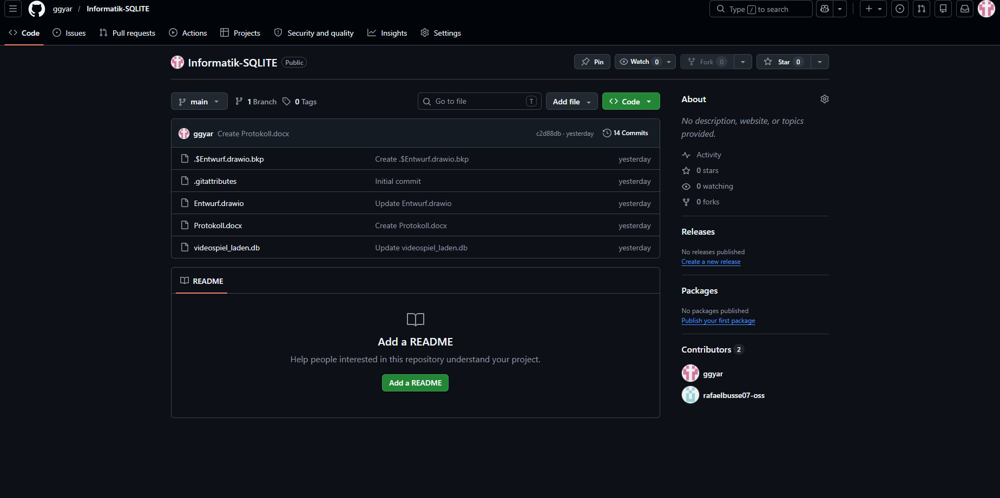 ggyar / Informatik-SQLITE
Type / to search
Code Issues Pull requests Actions Projects Security and quality Insights Settings
Informatik-SQLITE Public
Pin Watch 0 Fork 0 Star 0
main 1 Branch 0 Tags
Go to file T Add file Code
ggyar Create Protokoll.docx c2d88db · yesterday 14 Commits
.$Entwurf.drawio.bkp Create .$Entwurf.drawio.bkp yesterday
.gitattributes Initial commit yesterday
Entwurf.drawio Update Entwurf.drawio yesterday
Protokoll.docx Create Protokoll.docx yesterday
videospiel_laden.db Update videospiel_laden.db yesterday
README
Add a README
Help people interested in this repository understand your project.
Add a README
About
No description, website, or topics
provided.
Activity
0 stars
0 watching
0 forks
Releases
No releases published
Create a new release
Packages
No packages published
Publish your first package
Contributors 2
ggyar
rafaelbusse07-oss